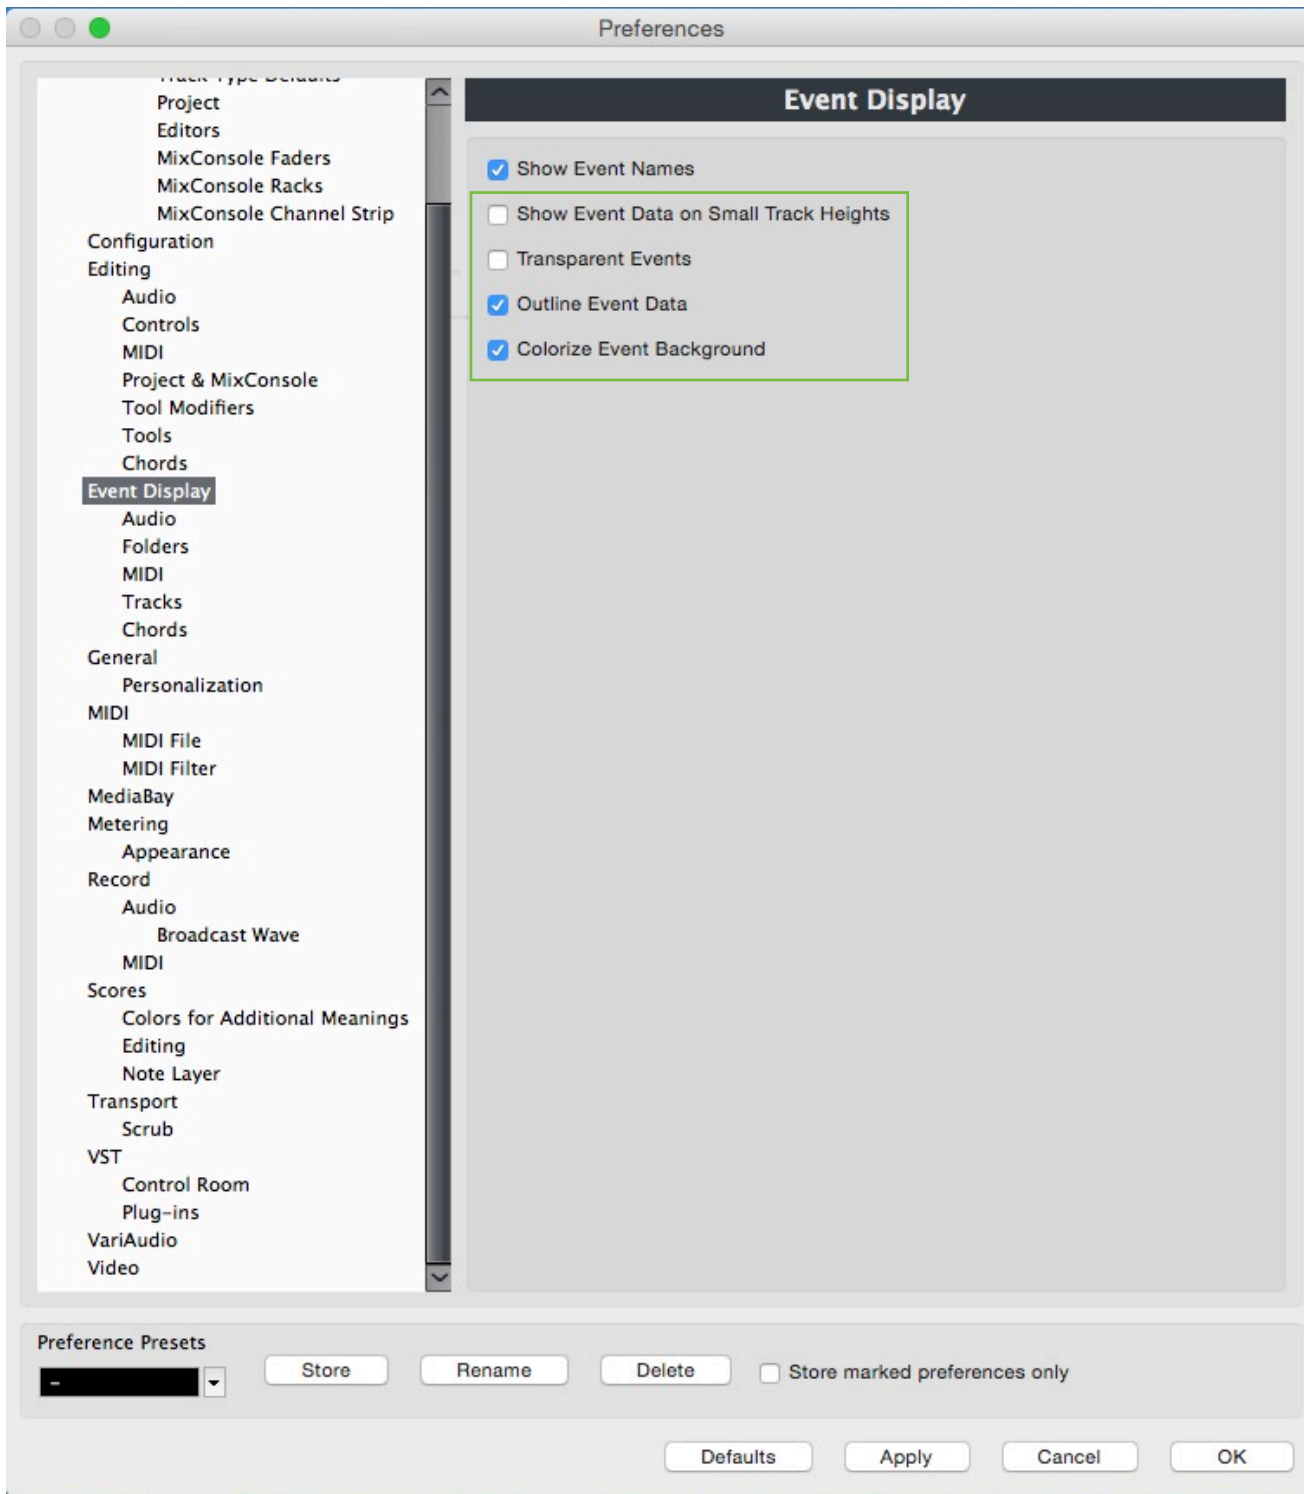 Preferences
Track Type Defaults
Project
Editors
MixConsole Faders
MixConsole Racks
MixConsole Channel Strip
Configuration
Editing
Audio
Controls
MIDI
Project & MixConsole
Tool Modifiers
Tools
Chords
Event Display
Audio
Folders
MIDI
Tracks
Chords
General
Personalization
MIDI
MIDI File
MIDI Filter
MediaBay
Metering
Appearance
Record
Audio
Broadcast Wave
MIDI
Scores
Colors for Additional Meanings
Editing
Note Layer
Transport
Scrub
VST
Control Room
Plug-ins
VariAudio
Video
Event Display
Show Event Names
Show Event Data on Small Track Heights
Transparent Events
Outline Event Data
Colorize Event Background
Preference Presets
–
Store
Rename
Delete
Store marked preferences only
Defaults
Apply
Cancel
OK